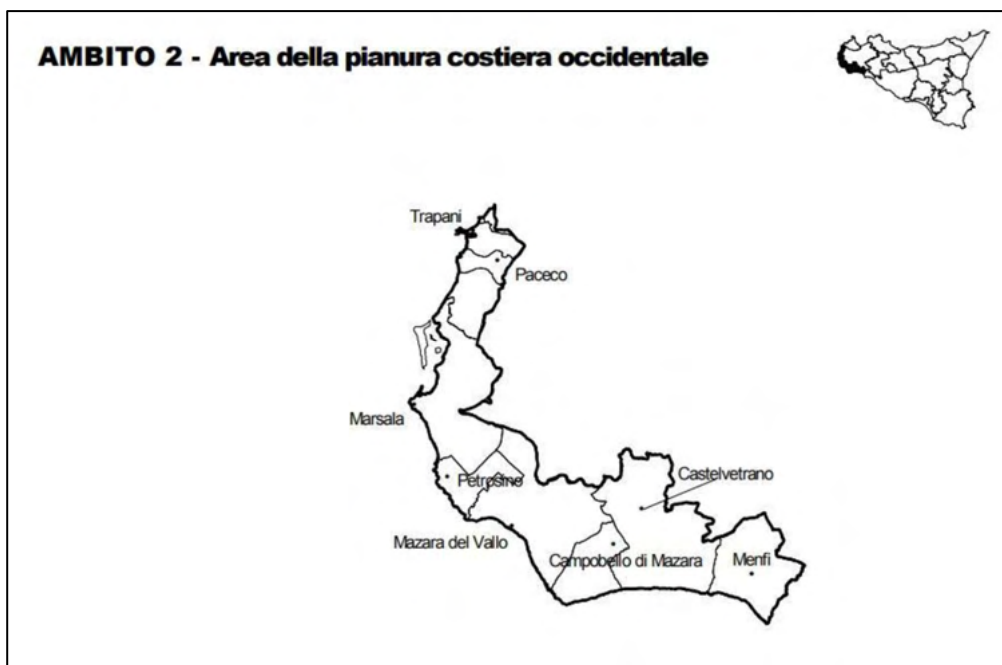 AMBITO 2 - Area della pianura costiera occidentale
Trapani
Paceco
Marsala
Petrosino
Castelvetrano
Mazara del Vallo
Campobello di Mazara
Menfi